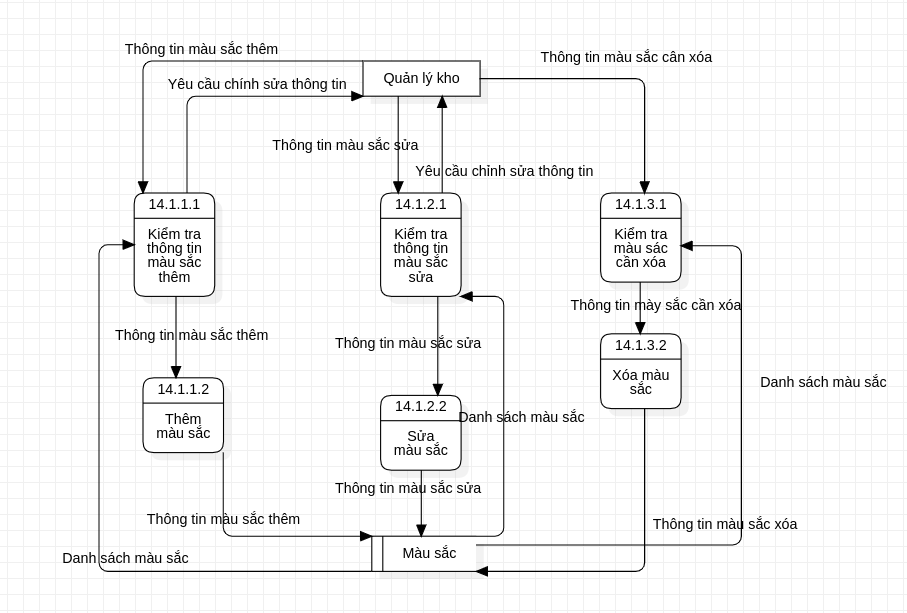 Thông tin màu sắc thêm
Thông tin màu sắc cân xóa
Quản lý kho
Yêu cầu chính sửa thông tin
Thông tin màu sắc sửa
Yêu cầu chỉnh sửa thông tin
14.1.1.1
Kiểm tra
thông tin
màu sắc
thêm
14.1.2.1
Kiểm tra
thông tin
màu sắc
sửa
14.1.3.1
Kiểm tra
màu sác
cần xóa
Thông tin mày sắc cần xóa
Thông tin màu sắc thêm
Thông tin màu sắc sửa
14.1.3.2
Xóa màu
sắc
Danh sách màu sắc
14.1.1.2
Thêm
màu sắc
14.1.2.2
Sửa
màu sắc
Danh sách màu sắc
Thông tin màu sắc sửa
Thông tin màu sắc thêm
Thông tin màu sắc xóa
Màu sắc
Danh sách màu sắc